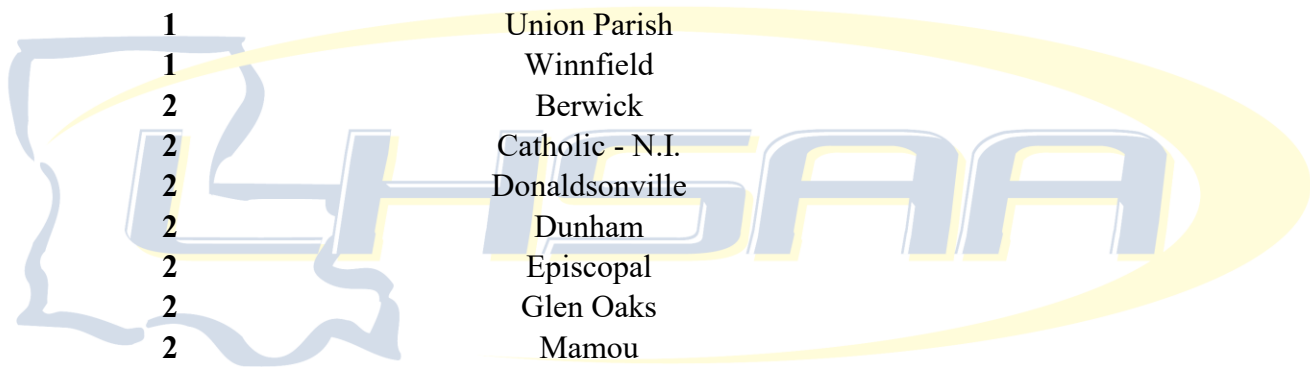 1 Union Parish
1 Winnfield
2 Berwick
2 Catholic - N.I.
2 Donaldsonville
2 Dunham
2 Episcopal
2 Glen Oaks
2 Mamou
LHSAA